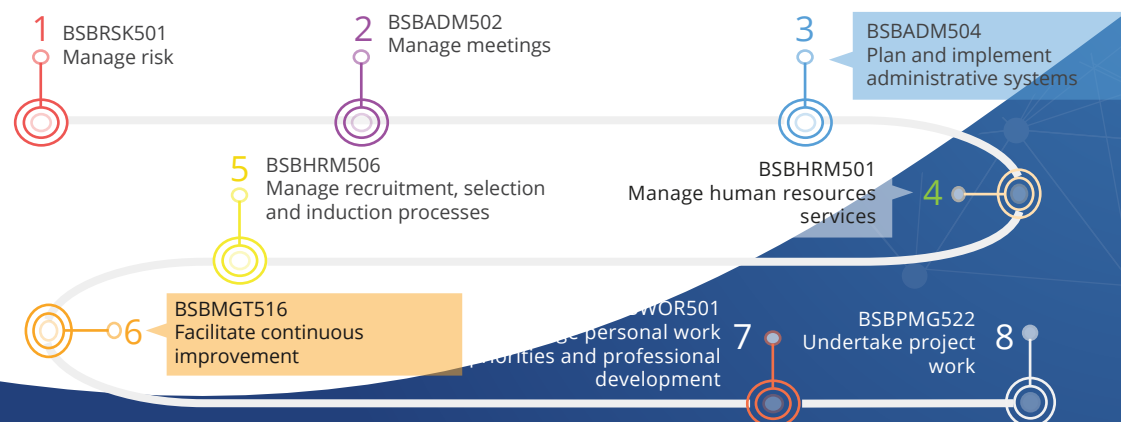 1
BSBRSK501
Manage risk
2
BSBADM502
Manage meetings
3
BSBADM504
Plan and implement
administrative systems
BSBHRM501
Manage human resources
services
4
5
BSBHRM506
Manage recruitment, selection
and induction processes
6
BSBMGT516
Facilitate continuous
improvement
WOR501
personal work
and professional
development
7
BSBPMG522
Undertake project
work
8